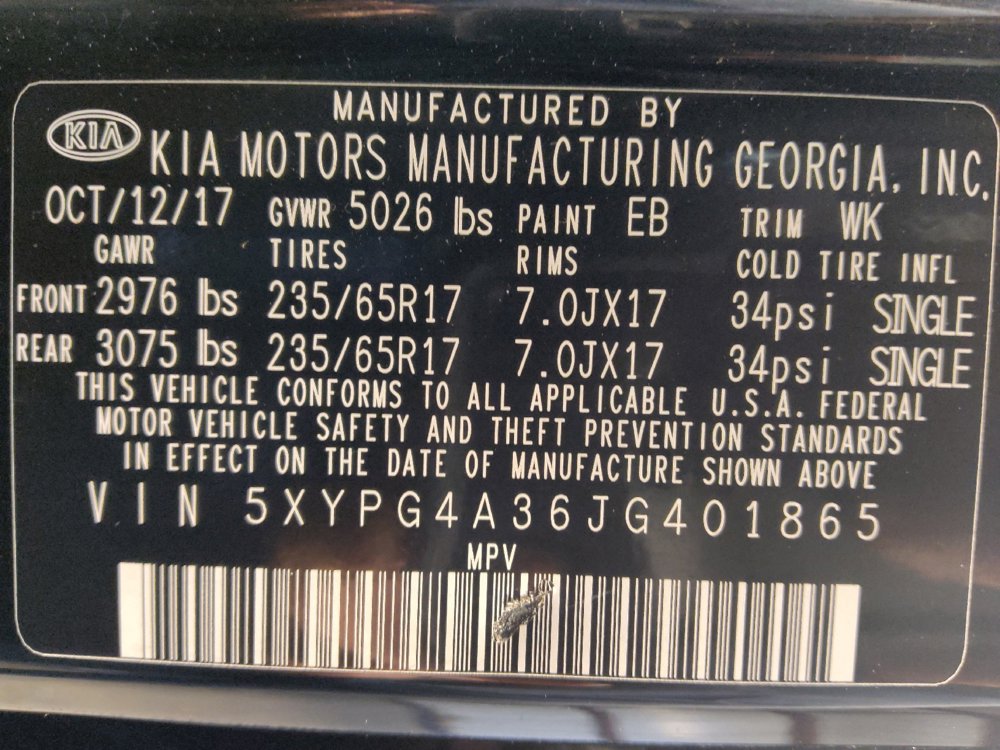 MANUFACTURED BY
KIA KIA MOTORS MANUFACTURING GEORGIA, INC.
OCT/12/17 GVWR 5026 lbs PAINT EB TRIM WK
GAWR TIRES RIMS COLD TIRE INFL
FRONT 2976 lbs 235/65R17 7.0JX17 34psi SINGLE
REAR 3075 lbs 235/65R17 7.0JX17 34psi SINGLE
THIS VEHICLE CONFORMS TO ALL APPLICABLE U.S.A. FEDERAL
MOTOR VEHICLE SAFETY AND THEFT PREVENTION STANDARDS
IN EFFECT ON THE DATE OF MANUFACTURE SHOWN ABOVE
VIN 5XYPG4A36JG401865
MPV